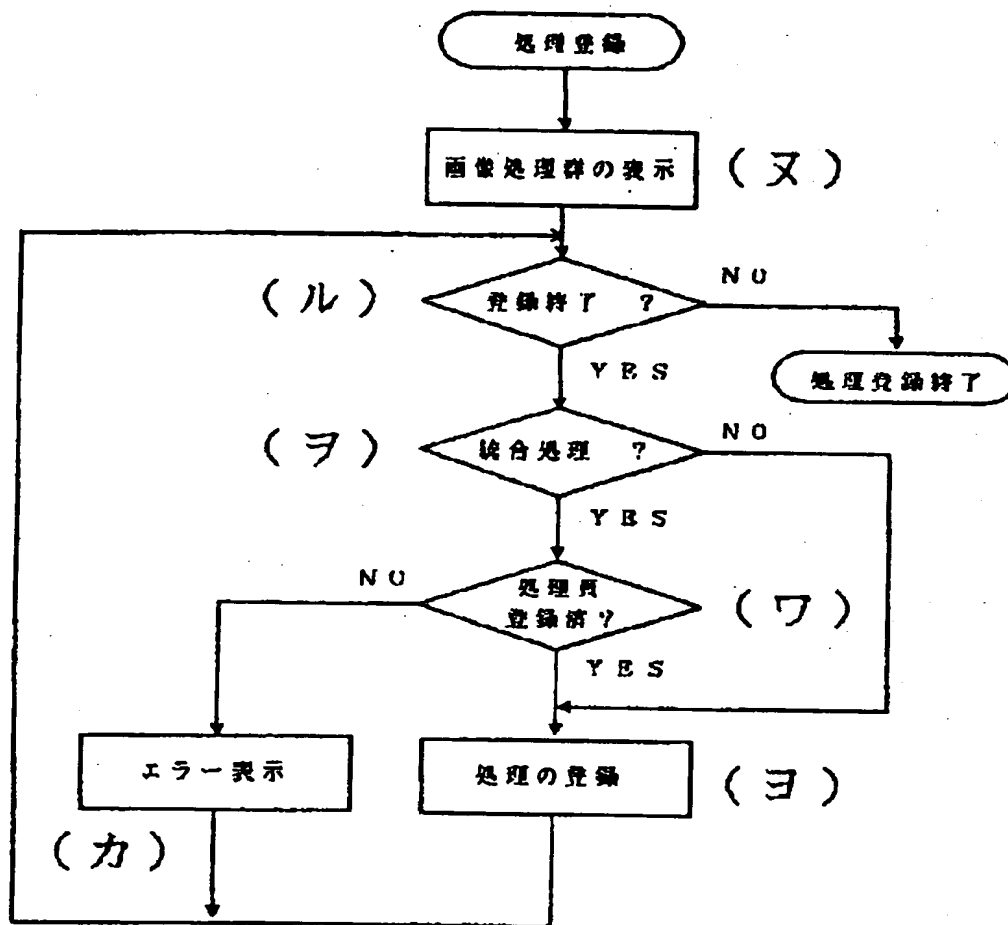 処理登録
画像処理群の表示
(ヌ)
(ル)
登録終了 ?
NO
YES
処理登録終了
(ヲ)
統合処理 ?
NO
YES
NO
処理員
登録済?
(ワ)
YES
エラー表示
処理の登録
(ヨ)
(カ)